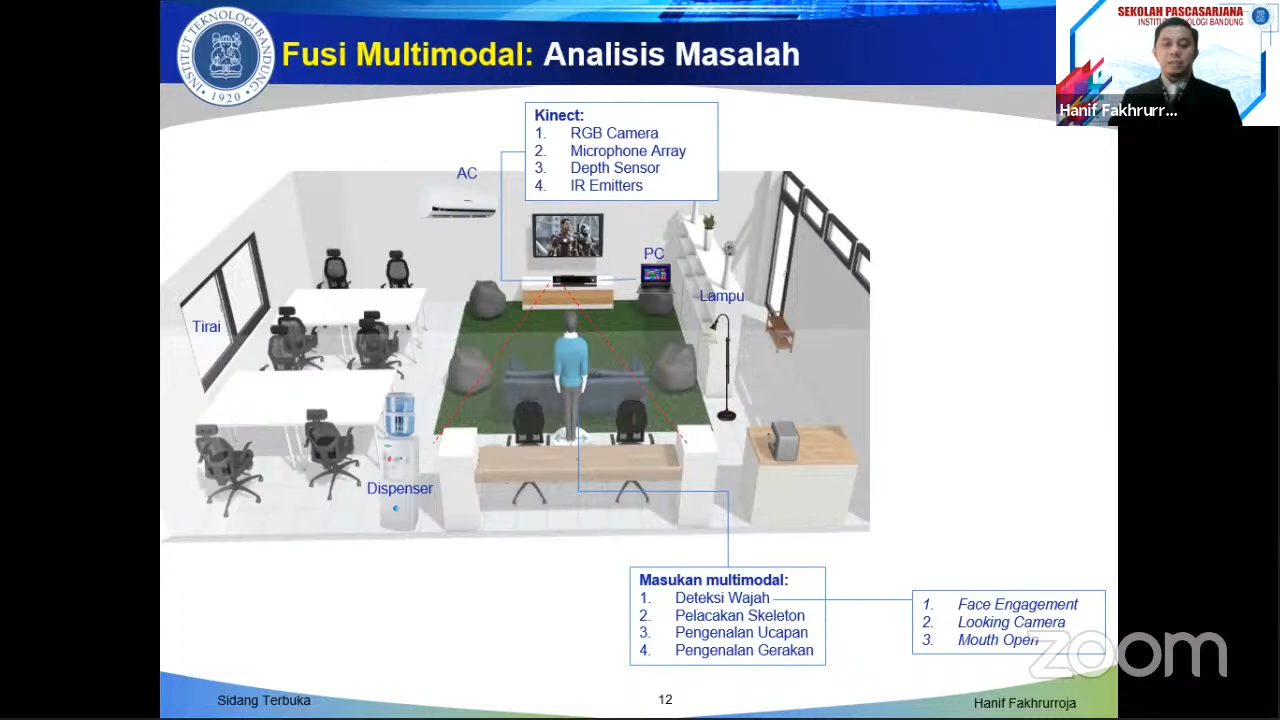 INSTITUT TEKNOLOGI BANDUNG
1920
Fusi Multimodal: Analisis Masalah
SEKOLAH PASCASARJANA
Hanif Fakhrurr...
Kinect:
1. RGB Camera
2. Microphone Array
3. Depth Sensor
4. IR Emitters
AC
PC
Lampu
Tirai
Dispenser
Masukan multimodal:
1. Deteksi Wajah
2. Pelacakan Skeleton
3. Pengenalan Ucapan
4. Pengenalan Gerakan
1. Face Engagement
2. Looking Camera
3. Mouth Open
zoom
Sidang Terbuka
12
Hanif Fakhrurroja